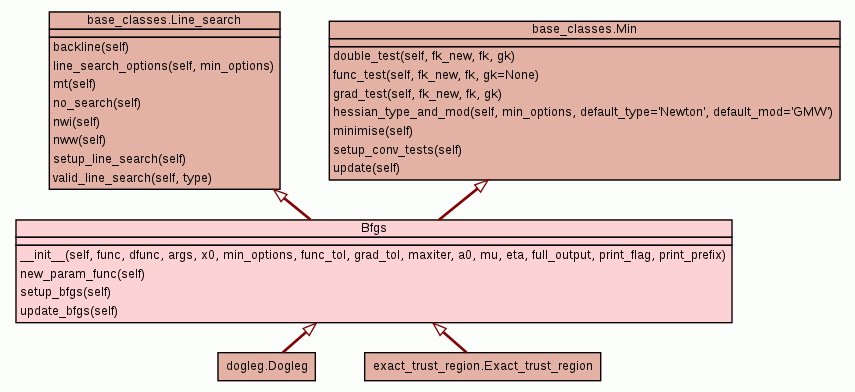 base_classes.Line_search
backline(self)
line_search_options(self, min_options)
mt(self)
no_search(self)
nwi(self)
nww(self)
setup_line_search(self)
valid_line_search(self, type)
base_classes.Min
double_test(self, fk_new, fk, gk)
func_test(self, fk_new, fk, gk=None)
grad_test(self, fk_new, fk, gk)
hessian_type_and_mod(self, min_options, default_type='Newton', default_mod='GMW')
minimise(self)
setup_conv_tests(self)
update(self)
Bfgs
__init__(self, func, dfunc, args, x0, min_options, func_tol, grad_tol, maxiter, a0, mu, eta, full_output, print_flag, print_prefix)
new_param_func(self)
setup_bfgs(self)
update_bfgs(self)
dogleg.Dogleg
exact_trust_region.Exact_trust_region